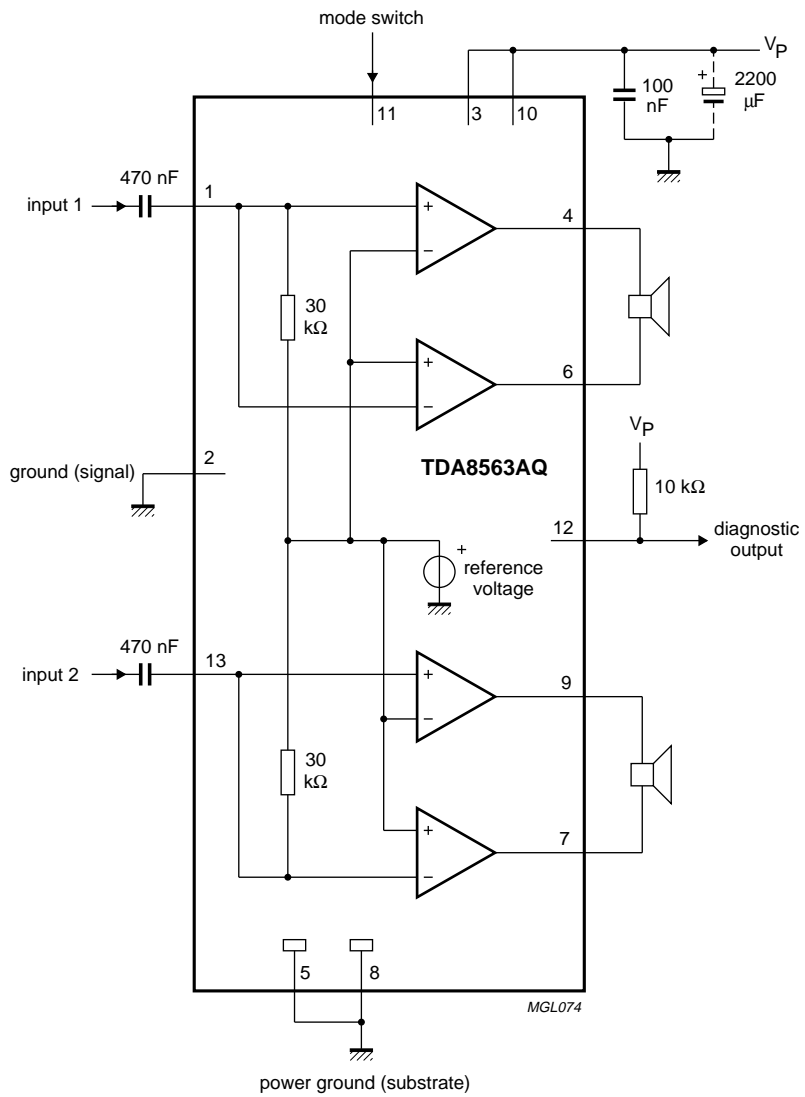 mode switch
VP
100
nF
2200
µF
+
11
3
10
470 nF
1
input 1
+
−
4
30
kΩ
+
−
6
2
ground (signal)
TDA8563AQ
VP
10 kΩ
12
diagnostic
output
+
reference
voltage
470 nF
13
input 2
+
−
9
30
kΩ
+
−
7
5
8
MGL074
power ground (substrate)